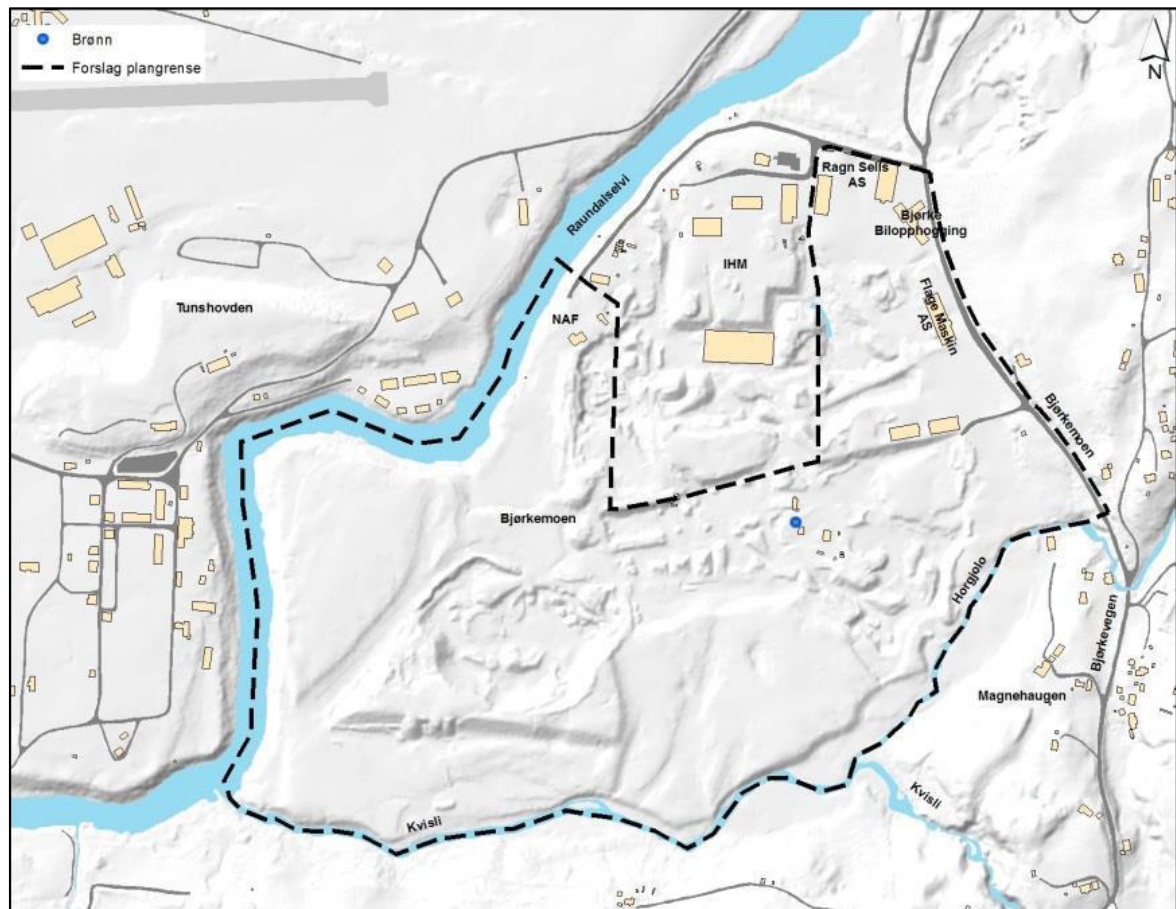 Brønn
Forslag plangrense
N
Raundalselvi
Ragn Sells
AS
Bjørke
Bilopphogging
IHM
Tunshovden
NAF
Flage Maskin
AS
Bjørkemoen
Bjørkemoen
Horgjolo
Bjørkevegen
Magnehaugen
Kvisli
Kvisli